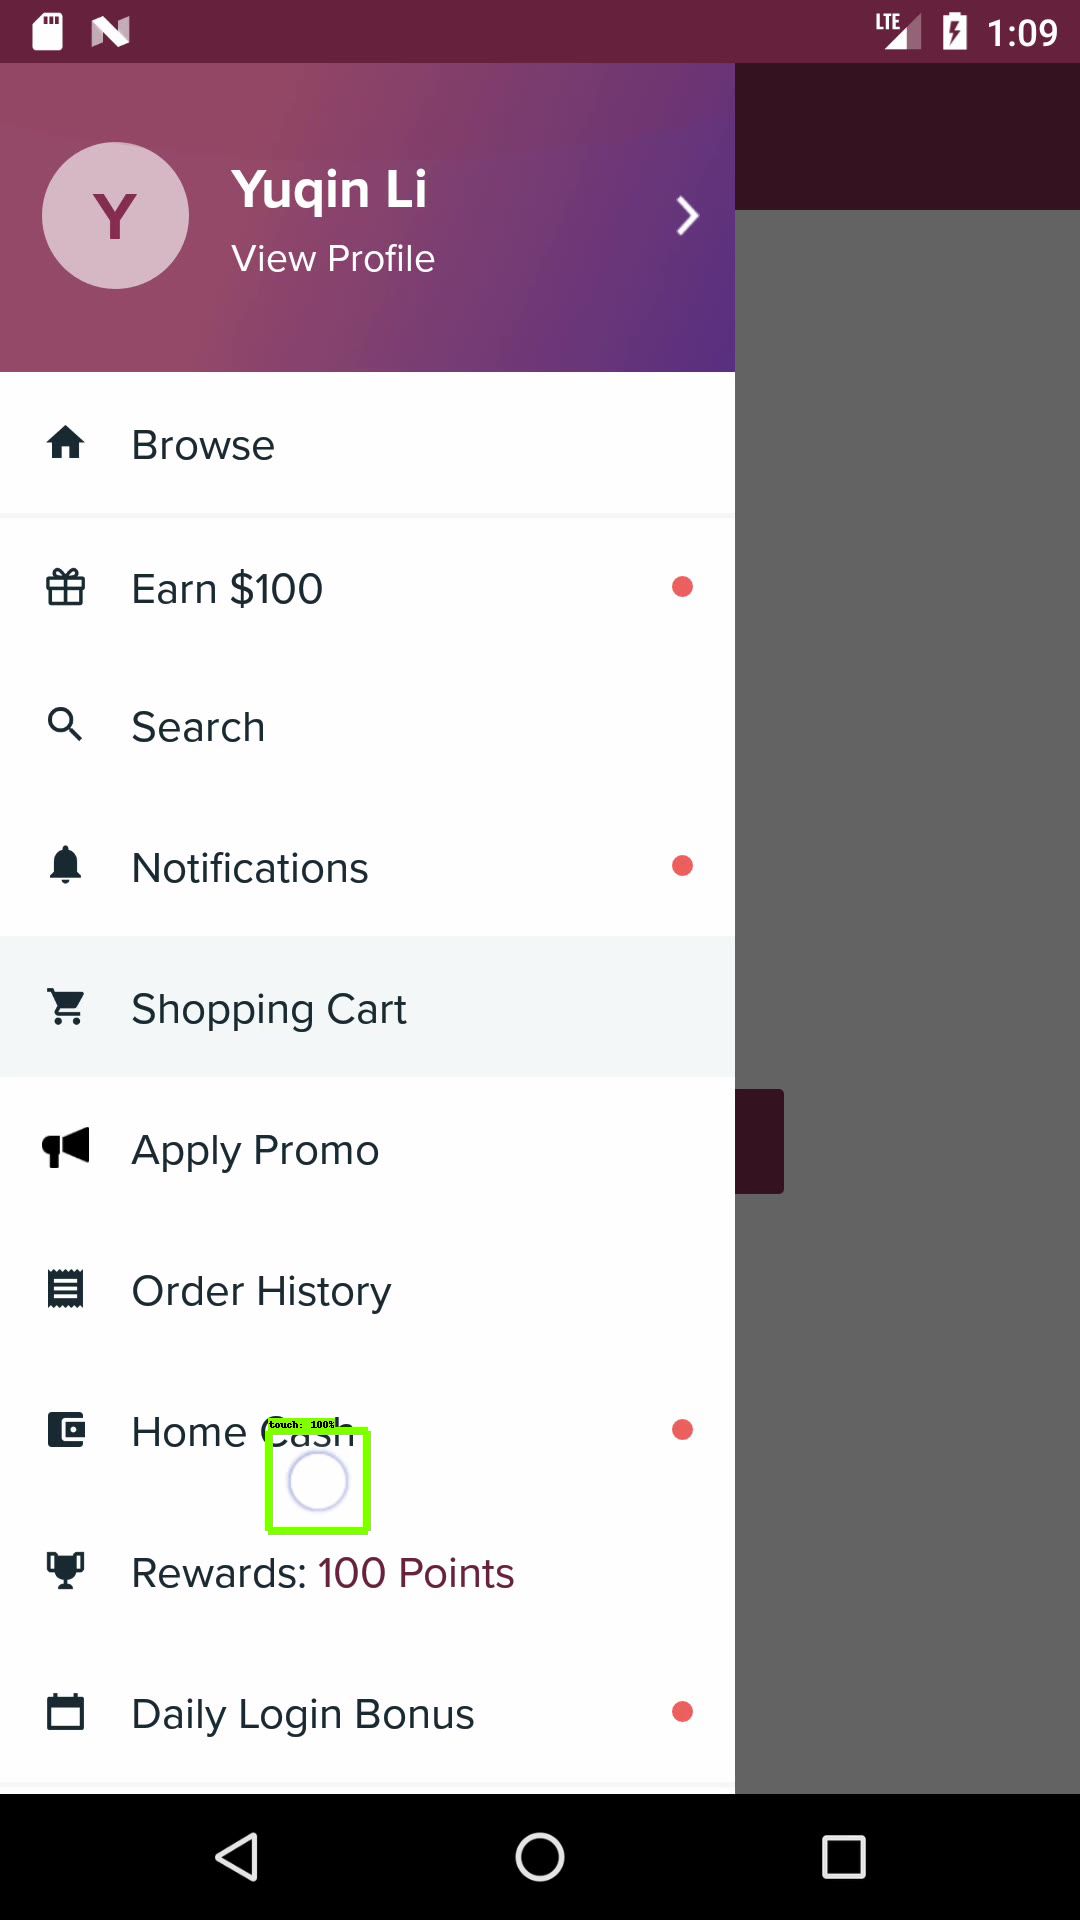 LTE 1:09
Y
Yuqin Li
View Profile
Browse
Earn $100
Search
Notifications
Shopping Cart
Apply Promo
Order History
Home Cash
touch: 100%
Rewards: 100 Points
Daily Login Bonus